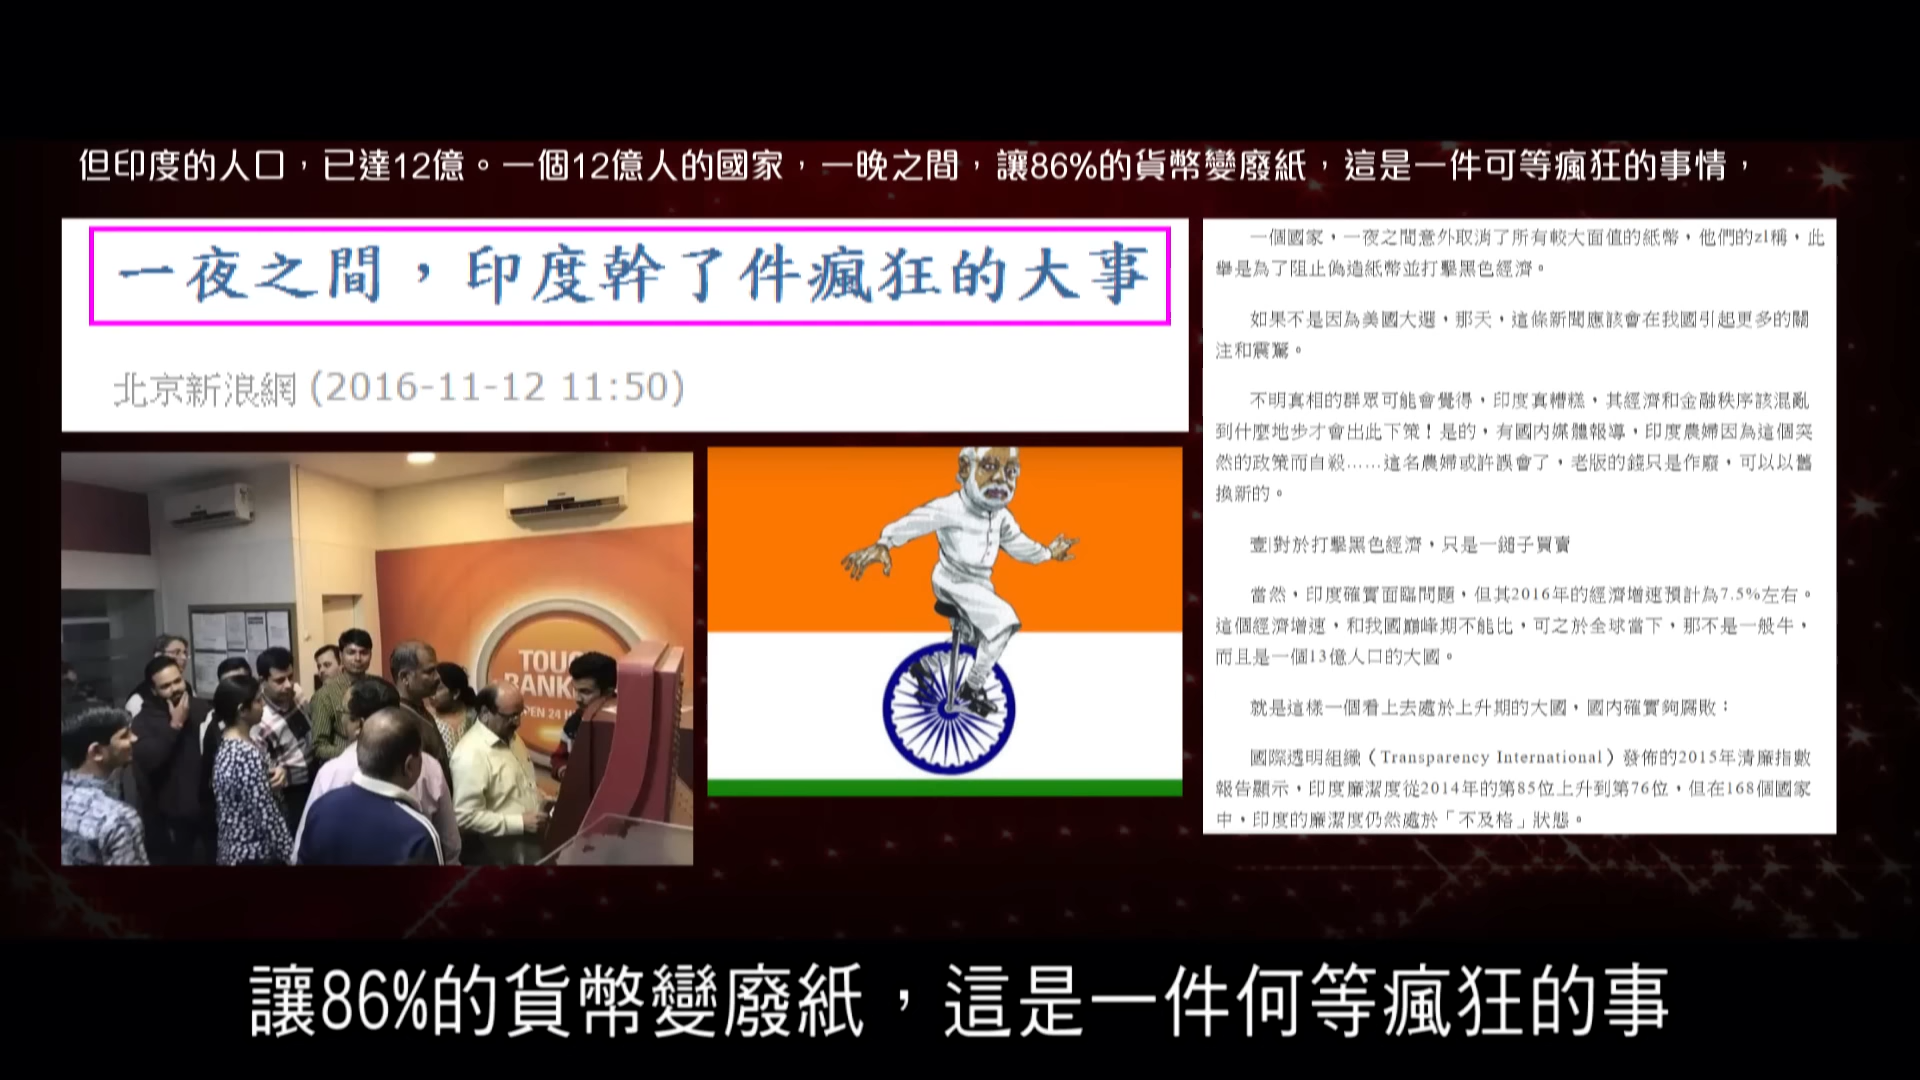 但印度的人口，已達12億。一個12億人的國家，一晚之間，讓86%的貨幣變廢紙，這是一件可等瘋狂的事情，
一夜之間，印度幹了件瘋狂的大事
北京新浪網 (2016-11-12 11:50)
TOUC
BANK
PEN 24 H
一個國家，一夜之間意外取消了所有較大面值的紙幣，他們的z1稱，此
舉是為了阻止偽造紙幣並打擊黑色經濟。
如果不是因為美國大選，那天，這條新聞應該會在我國引起更多的關
注和震驚。
不明真相的群眾可能會覺得，印度真糟糕，其經濟和金融秩序該混亂
到什麼地步才會出此下策！是的，有國內媒體報導，印度農婦因為這個突
然的政策而自殺……這名農婦或許誤會了，老版的錢只是作廢，可以以舊
換新的。
壹|對於打擊黑色經濟，只是一鎚子買賣
當然，印度確實面臨問題，但其2016年的經濟增速預計為7.5%左右。
這個經濟增速，和我國巔峰期不能比，可之於全球當下，那不是一般牛，
而且是一個13億人口的大國。
就是這樣一個看上去處於上升期的大國，國內確實夠腐敗：
國際透明組織（Transparency International）發佈的2015年清廉指數
報告顯示，印度廉潔度從2014年的第85位上升到第76位，但在168個國家
中，印度的廉潔度仍然處於「不及格」狀態。
讓86%的貨幣變廢紙，這是一件何等瘋狂的事